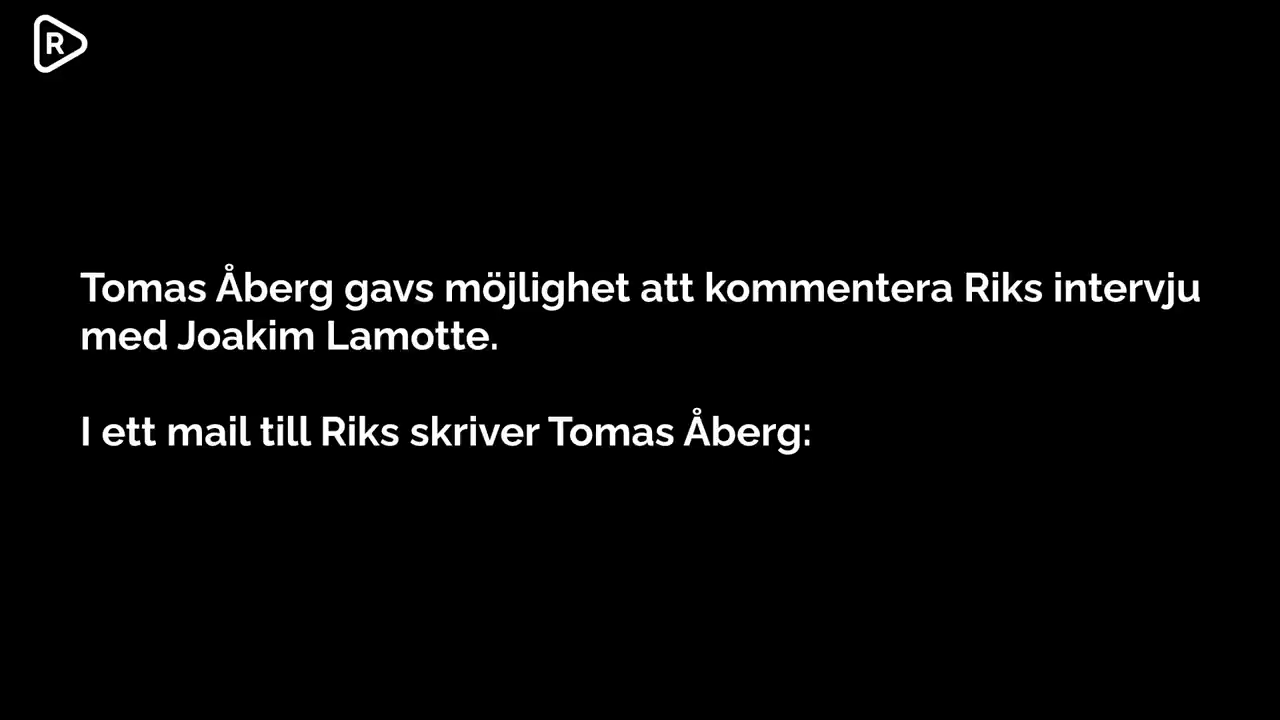 R
Tomas Åberg gavs möjlighet att kommentera Riks intervju
med Joakim Lamotte.
I ett mail till Riks skriver Tomas Åberg: